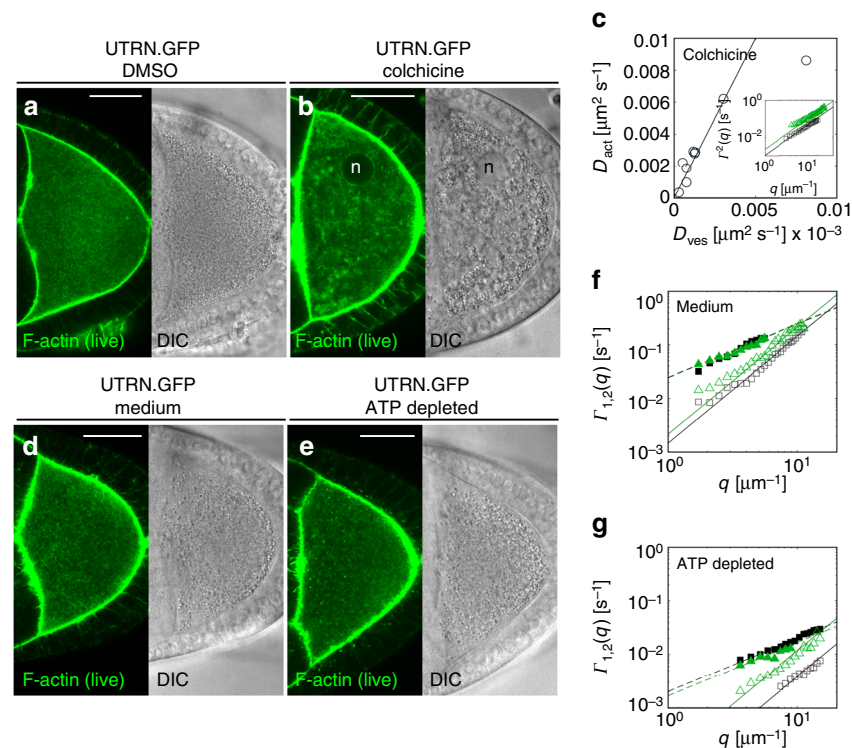 UTRN.GFP
DMSO
UTRN.GFP
colchicine
a
F-actin (live)
DIC
b
n
n
F-actin (live)
DIC
c
Colchicine
0.01
0.008
0.006
0.004
0.002
0
D_act [µm² s⁻¹]
0
0.005
0.01
D_ves [µm² s⁻¹] x 10⁻³
10⁰
10⁻²
Γ²(q) [s⁻¹]
10¹
q [µm⁻¹]
UTRN.GFP
medium
UTRN.GFP
ATP depleted
d
F-actin (live)
DIC
e
F-actin (live)
DIC
f
Medium
10⁰
10⁻¹
10⁻²
10⁻³
Γ₁,₂(q) [s⁻¹]
10⁰
10¹
q [µm⁻¹]
g
ATP depleted
10⁰
10⁻¹
10⁻²
10⁻³
Γ₁,₂(q) [s⁻¹]
10⁰
10¹
q [µm⁻¹]